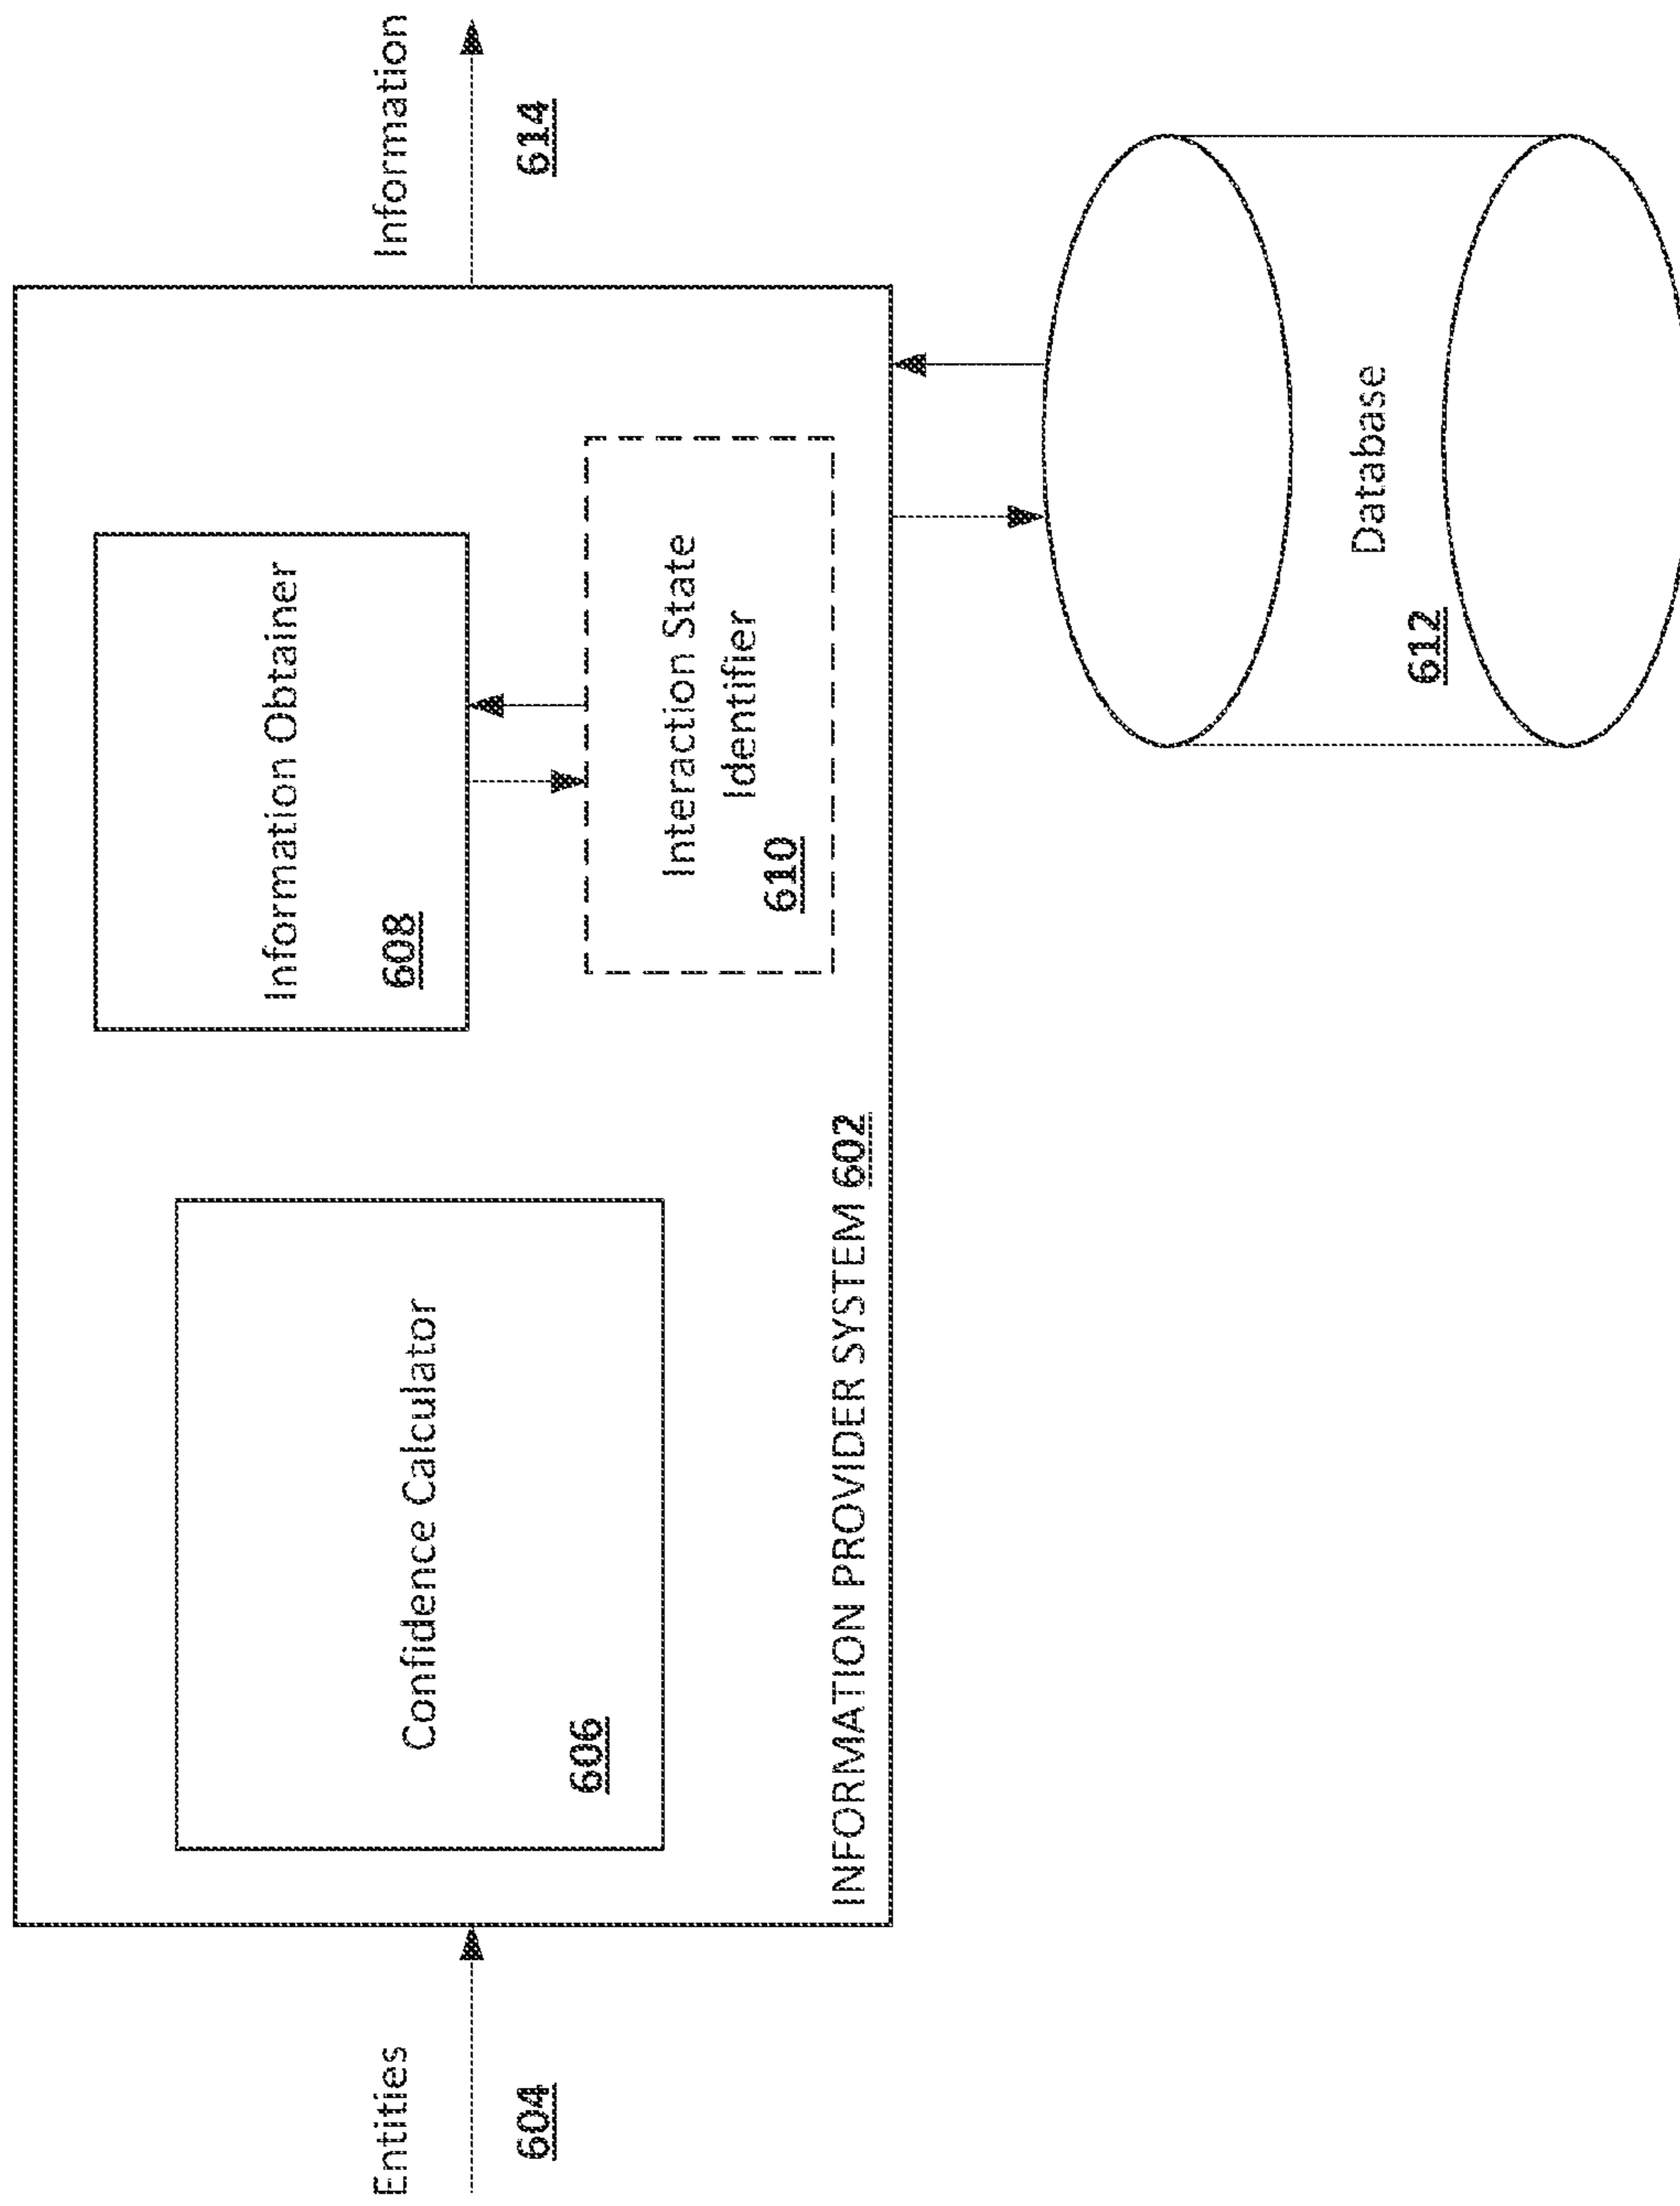 Entities
604
Confidence Calculator
606
Information Obtainer
608
Interaction State
Identifier
610
INFORMATION PROVIDER SYSTEM 602
Information
614
Database
612